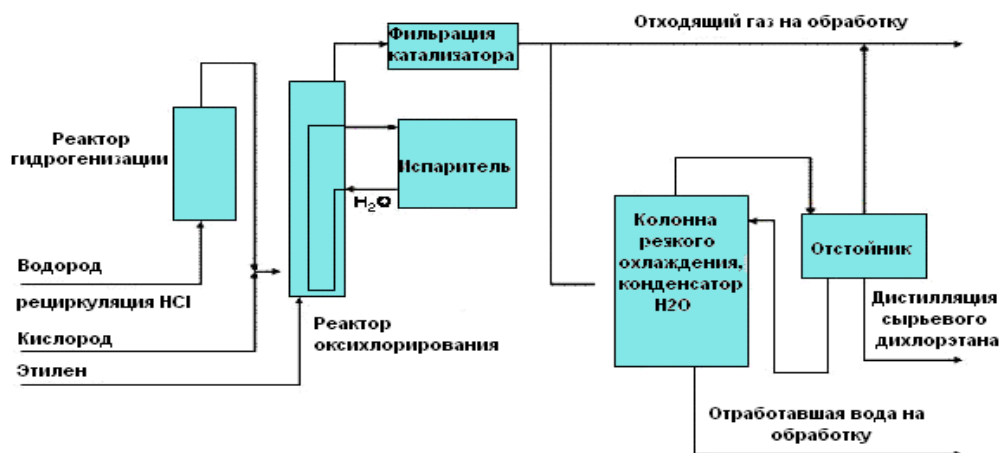 Отходящий газ на обработку
Фильрация
катализатора
Реактор
гидрогенизации
Испаритель
H2O
Колонна
резкого
охлаждения,
конденсатор
H2O
Отстойник
Водород
рециркуляция HCl
Кислород
Этилен
Реактор
оксихлорирования
Дистилляция
сырьевого
дихлорэтана
Отработавшая вода на
обработку